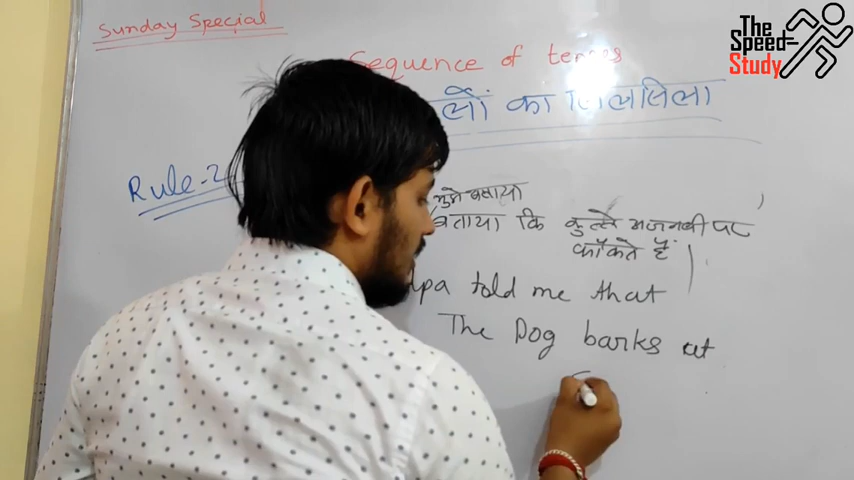 Sunday Special
The
Speed-
Study
Sequence of tenses
का सिलसिला
Rule-2
मुझे बताया
बताया कि कुत्ते अजनबी पर
भौंकते हैं
told me that
The Dog barks at